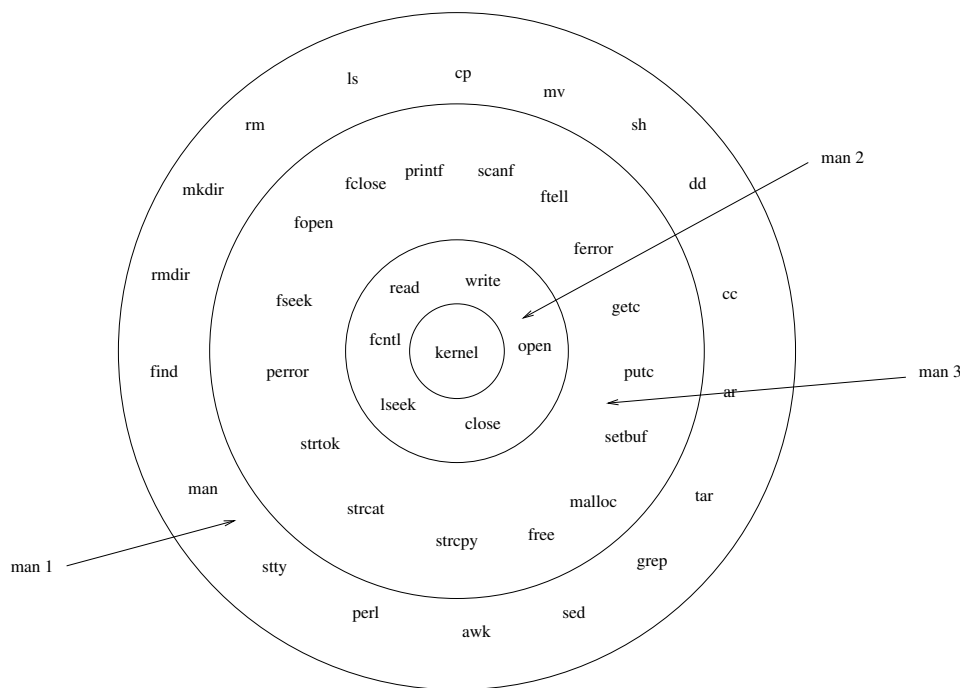 cp
ls
mv
rm
sh
man 2
printf
scanf
fclose
dd
mkdir
ftell
fopen
ferror
rmdir
write
read
cc
fseek
getc
fcntl
open
kernel
find
perror
putc
man 3
ar
lseek
close
setbuf
strtok
man
tar
malloc
strcat
free
strcpy
grep
man 1
stty
perl
sed
awk